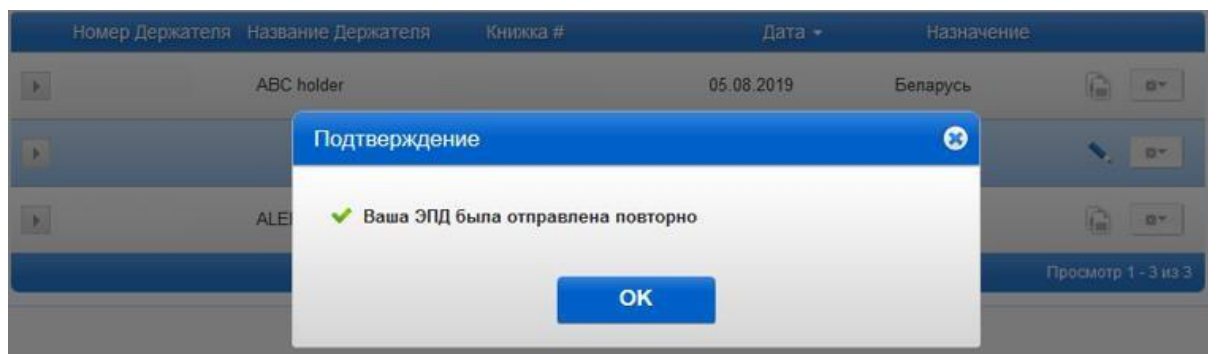 Номер Держателя Название Держателя Книжка # Дата Назначение
ABC holder 05.08.2019 Беларусь
Подтверждение
ALE
Ваша ЭПД была отправлена повторно
Просмотр 1 - 3 из 3
OK